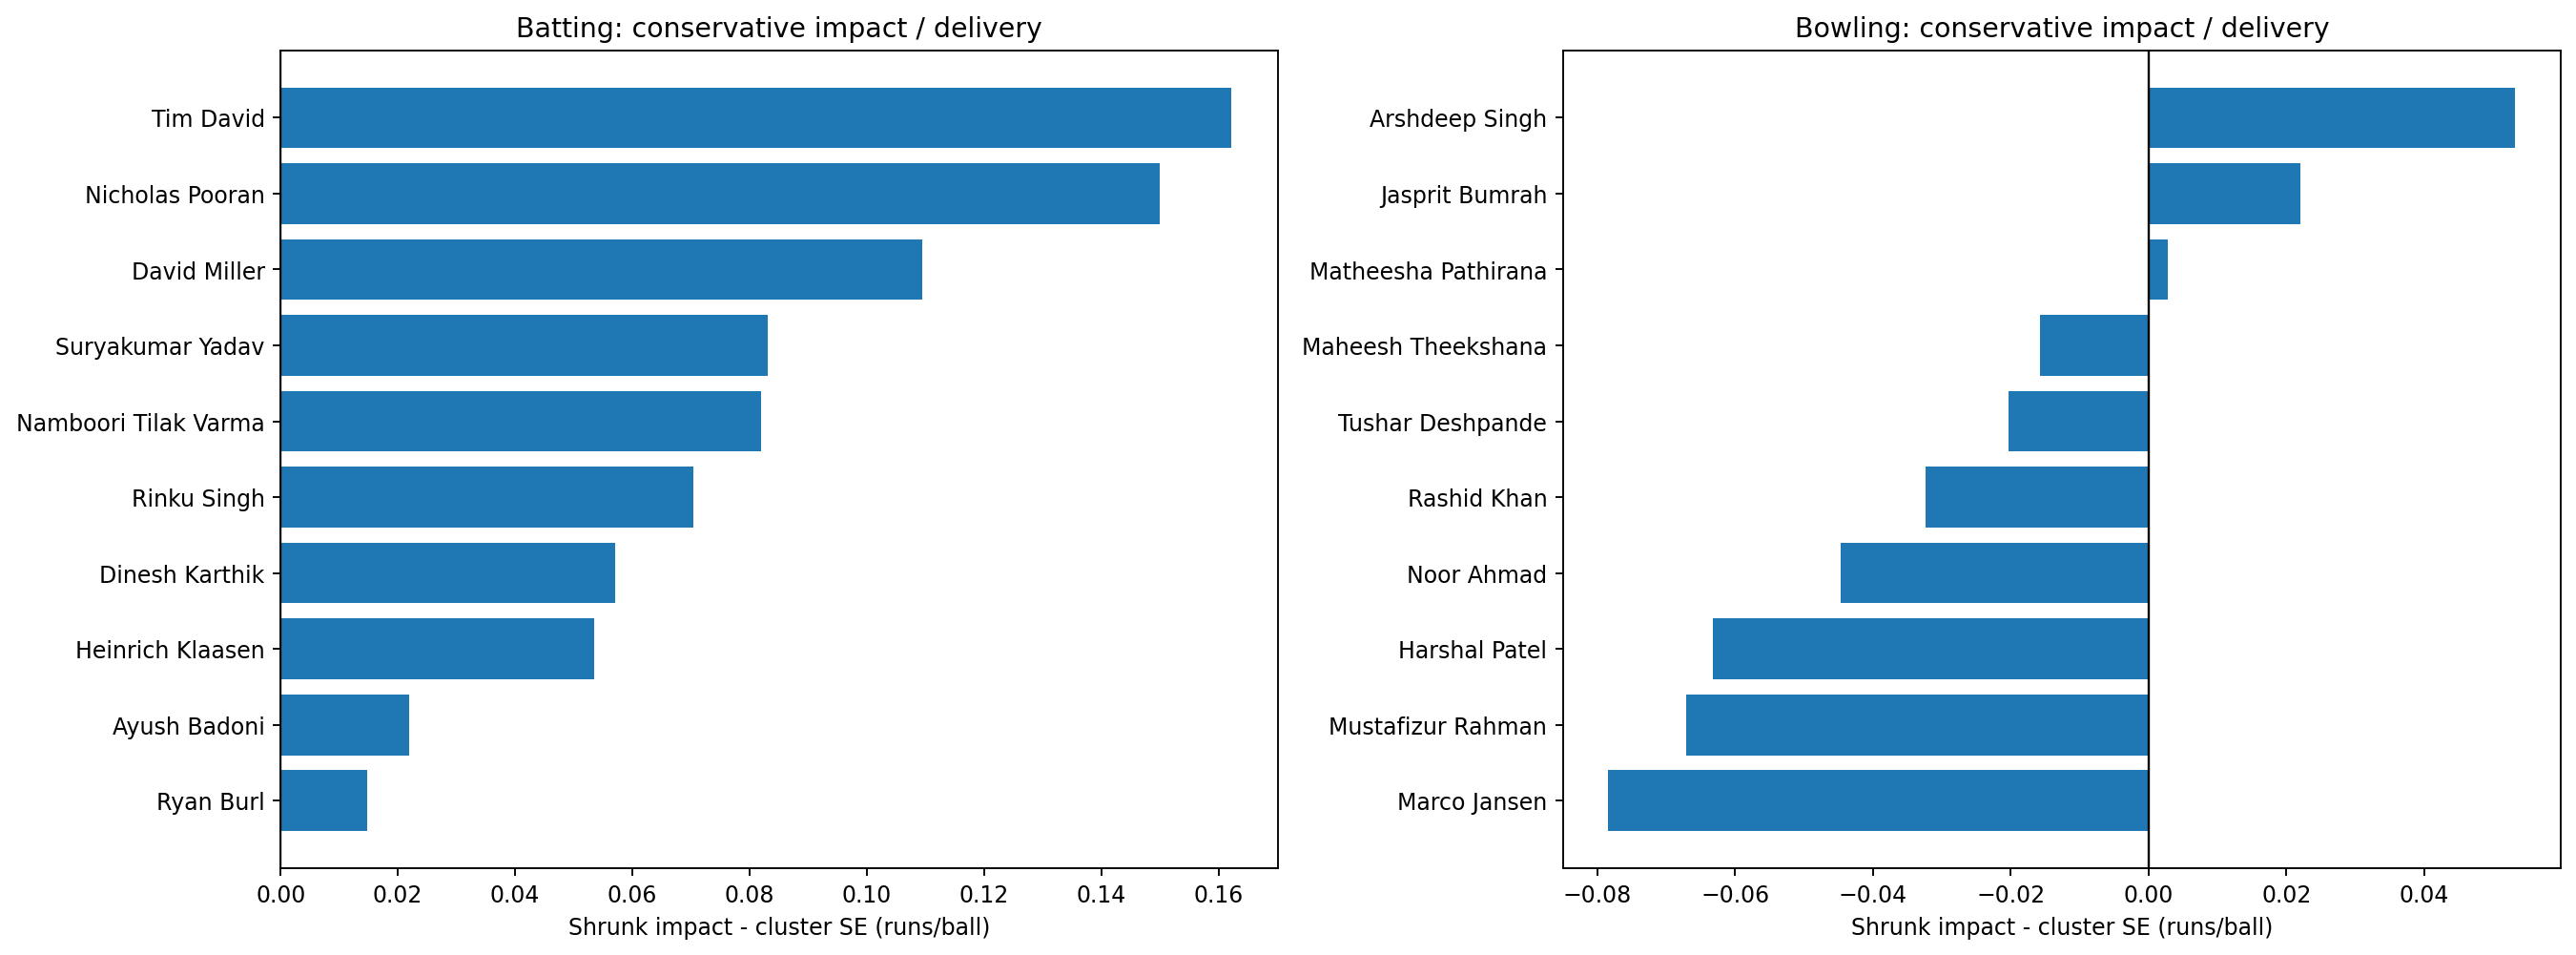 Batting: conservative impact / delivery
Tim David
Nicholas Pooran
David Miller
Suryakumar Yadav
Namboori Tilak Varma
Rinku Singh
Dinesh Karthik
Heinrich Klaasen
Ayush Badoni
Ryan Burl
0.00 0.02 0.04 0.06 0.08 0.10 0.12 0.14 0.16
Shrunk impact - cluster SE (runs/ball)
Bowling: conservative impact / delivery
Arshdeep Singh
Jasprit Bumrah
Matheesha Pathirana
Maheesh Theekshana
Tushar Deshpande
Rashid Khan
Noor Ahmad
Harshal Patel
Mustafizur Rahman
Marco Jansen
−0.08 −0.06 −0.04 −0.02 0.00 0.02 0.04
Shrunk impact - cluster SE (runs/ball)